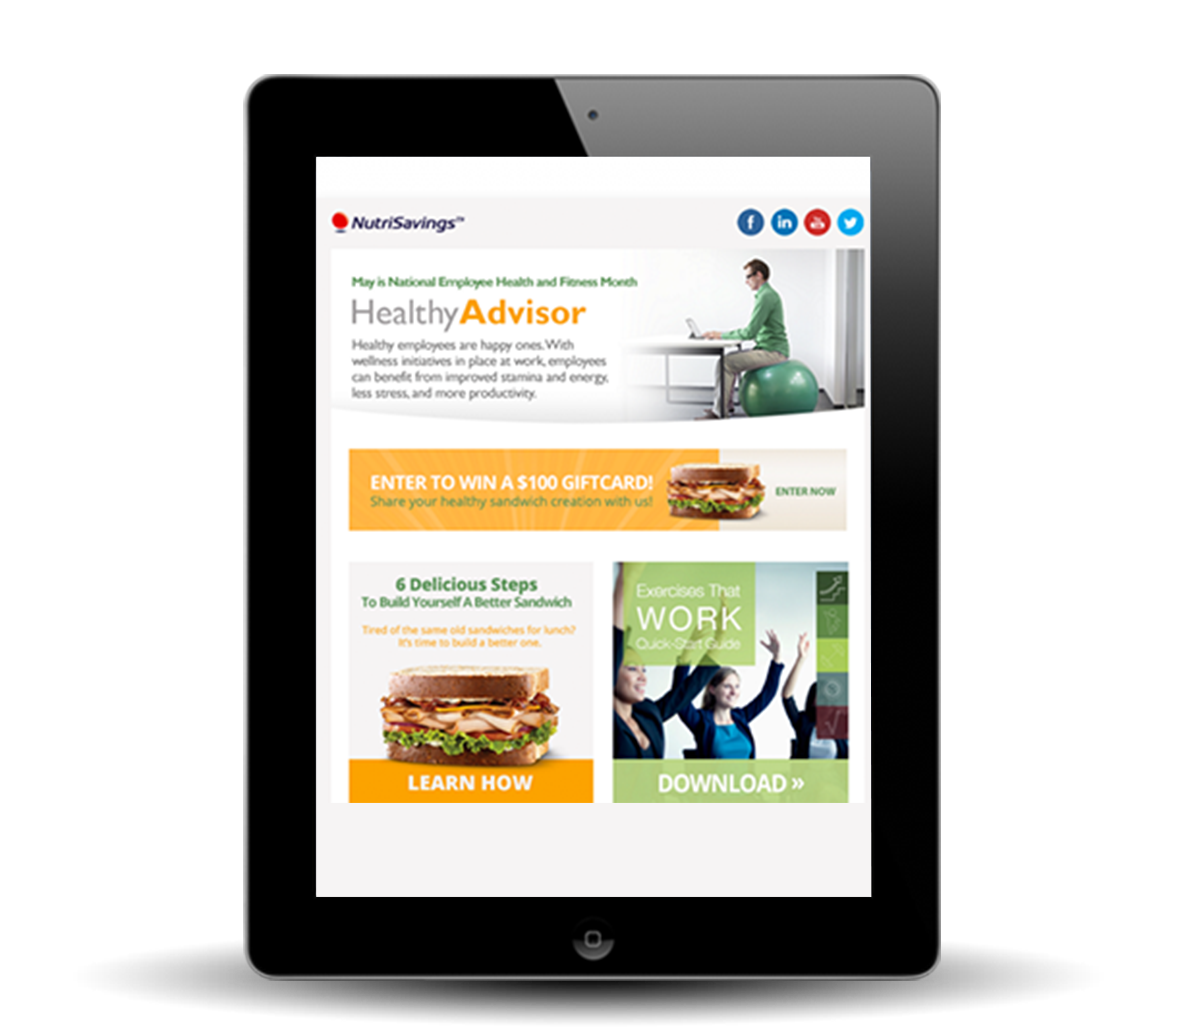 NutriSavings™
f in You Tube
May is National Employee Health and Fitness Month
HealthyAdvisor
Healthy employees are happy ones. With
wellness initiatives in place at work, employees
can benefit from improved stamina and energy,
less stress, and more productivity.
ENTER TO WIN A $100 GIFTCARD!
Share your healthy sandwich creation with us!
ENTER NOW
6 Delicious Steps
To Build Yourself A Better Sandwich
Tired of the same old sandwiches for lunch?
It's time to build a better one.
LEARN HOW
Exercises That
WORK
Quick-Start Guide
DOWNLOAD »